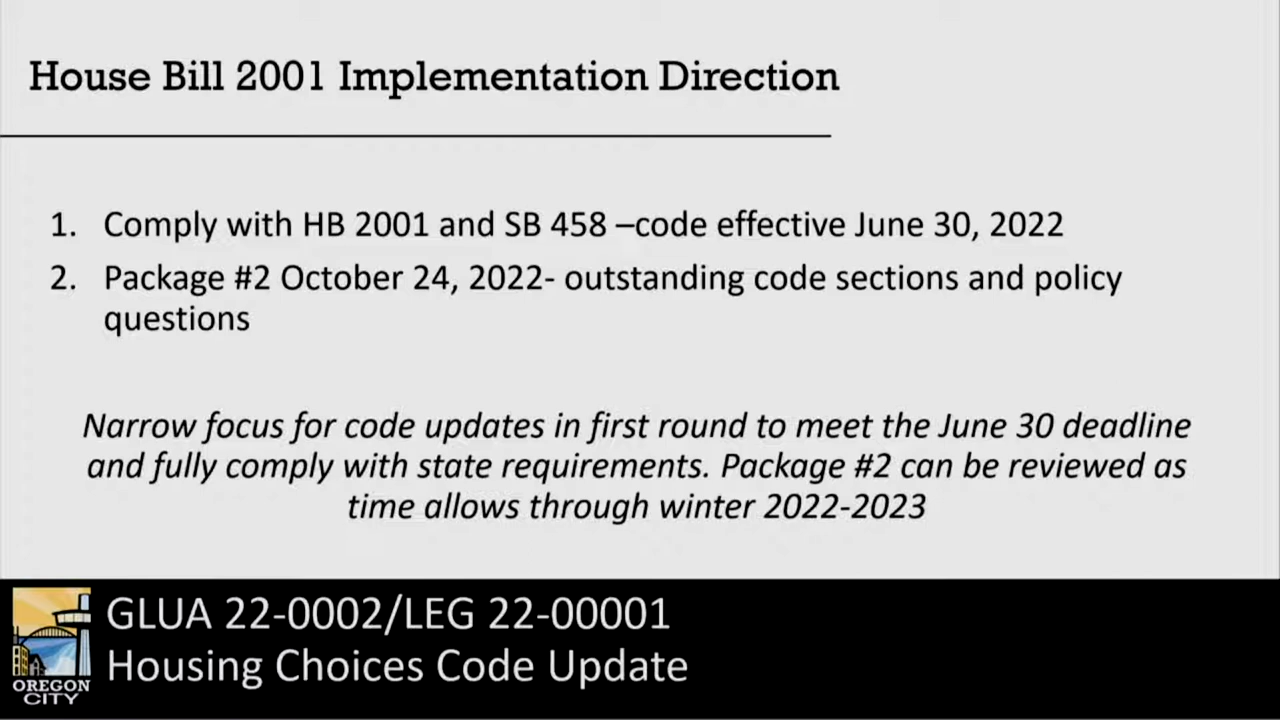 House Bill 2001 Implementation Direction
1. Comply with HB 2001 and SB 458 –code effective June 30, 2022
2. Package #2 October 24, 2022- outstanding code sections and policy
questions
Narrow focus for code updates in first round to meet the June 30 deadline
and fully comply with state requirements. Package #2 can be reviewed as
time allows through winter 2022-2023
GLUA 22-0002/LEG 22-00001
Housing Choices Code Update
OREGON
CITY